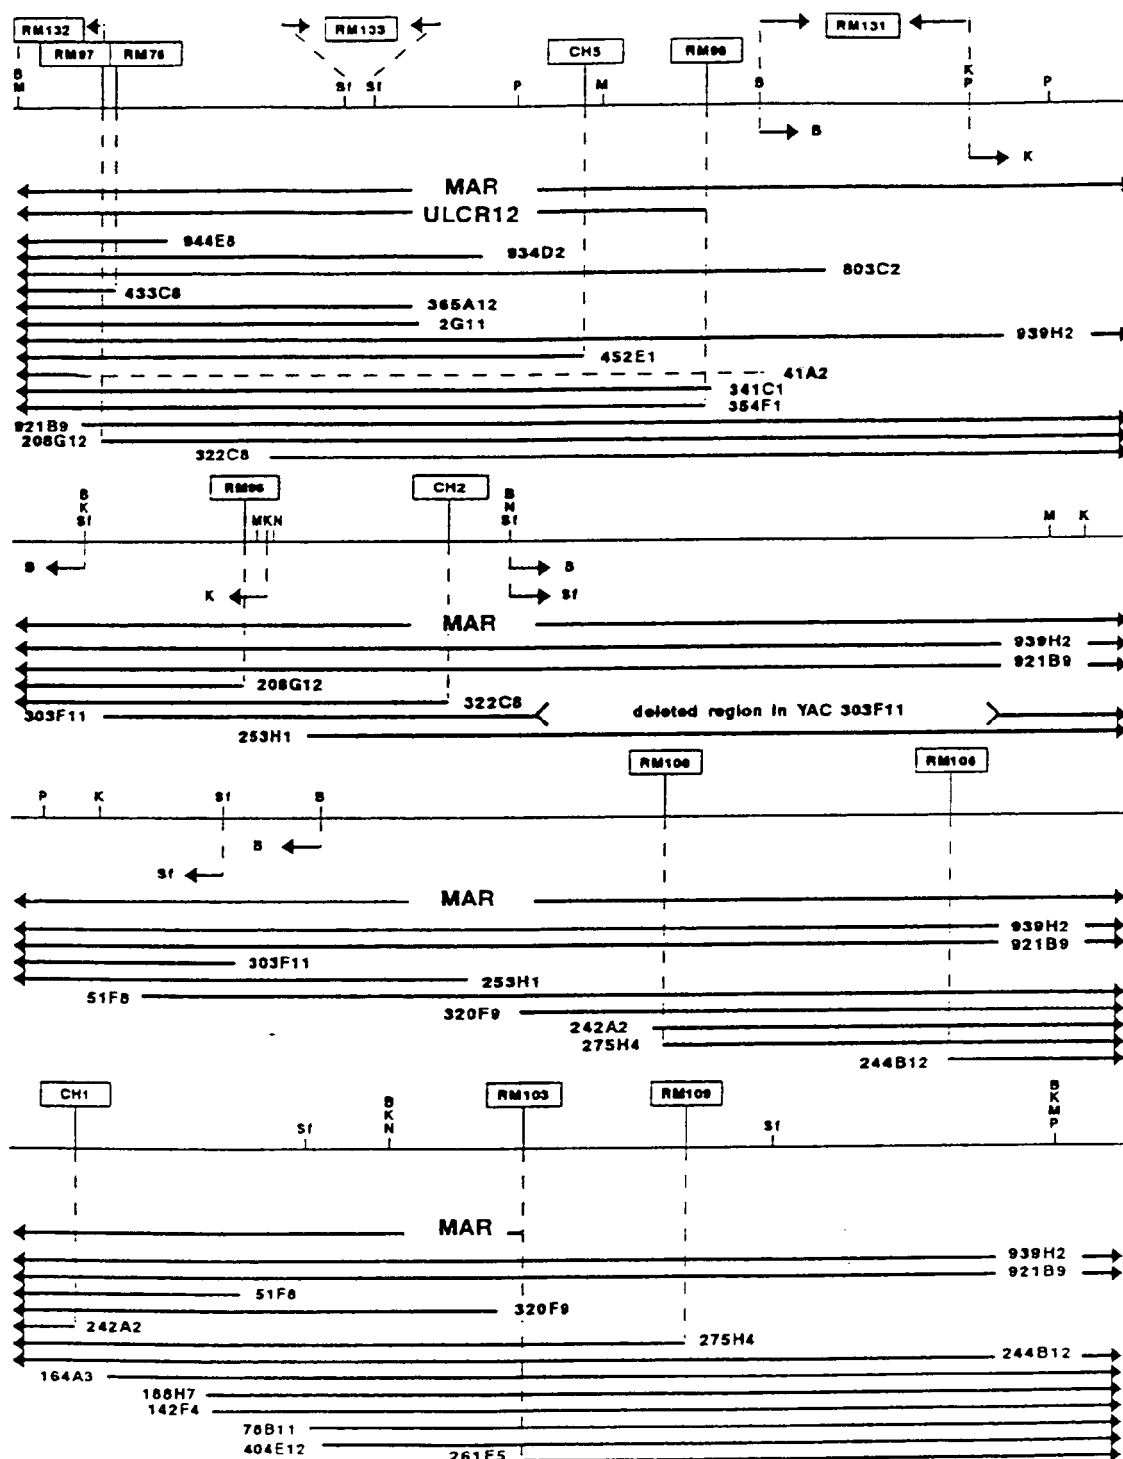 RM132
RM133
RM131
RM97 RM76
CH5
RM98
B
M
Sf Sf P M B K
P P
B
K
MAR
ULCR12
944E8
934D2
803C2
433C8
365A12
2G11
939H2
452E1
41A2
341C1
354F1
921B9
208G12
322C8
B
K
Sf
RM96
M K N
CH2
B
N
Sf
M K
B
B
K
Sf
MAR
939H2
921B9
208G12
322C8
303F11
deleted region in YAC 303F11
253H1
RM108
RM106
P K Sf B
B
Sf
MAR
939H2
921B9
303F11
253H1
51F8
320F9
242A2
275H4
244B12
CH1
Sf
B
K
N
RM103
RM109
Sf
B
K
M
P
MAR
939H2
921B9
51F8
320F9
242A2
275H4
244B12
164A3
188H7
142F4
78B11
404E12
261E5